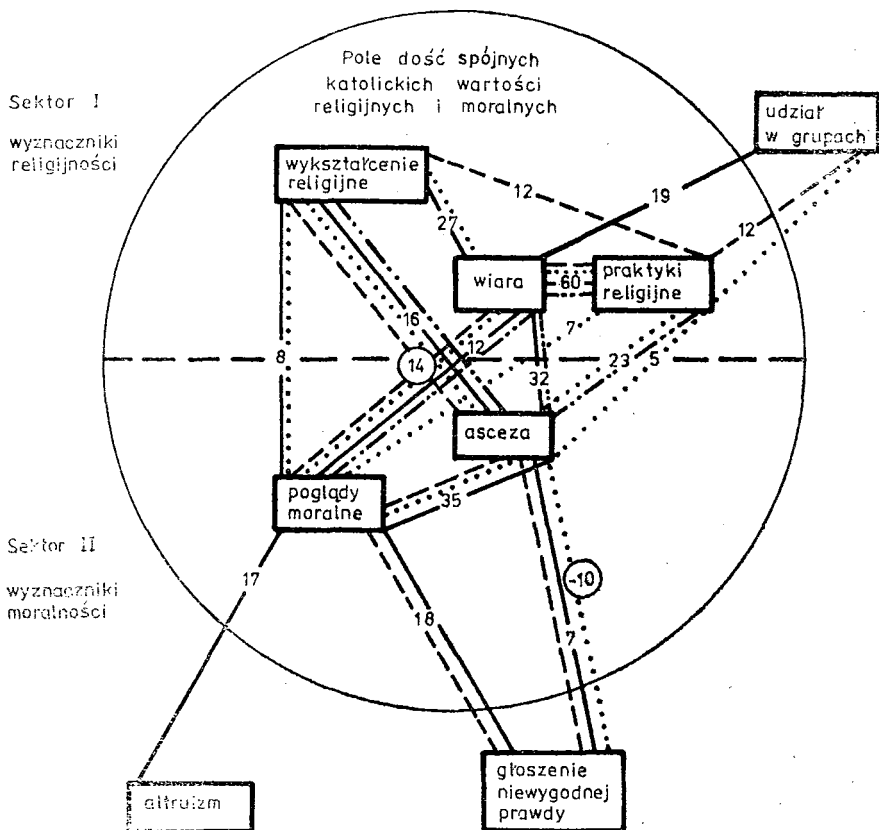 Pole dość spójnych
katolickich wartości
religijnych i moralnych
Sektor I
wyznaczniki
religijności
udział
w grupach
wykształcenie
religijne
12
19
27
12
wiara
60
praktyki
religijne
16
12
7
8
14
32
23
5
asceza
poglądy
moralne
35
Sektor II
wyznaczniki
moralności
17
-10
18
7
altruizm
głoszenie
niewygodnej
prawdy